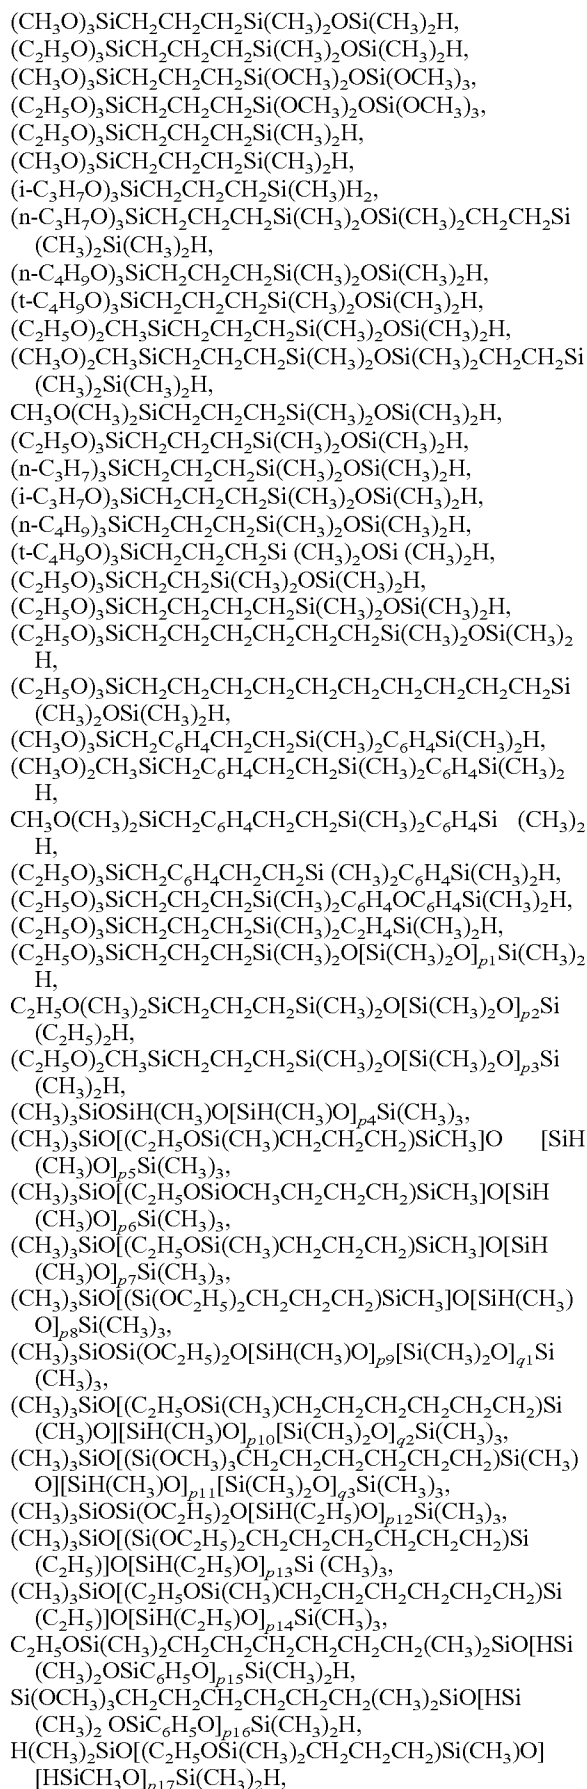 (CH₃O)₃SiCH₂CH₂CH₂Si(CH₃)₂OSi(CH₃)₂H,
(C₂H₅O)₃SiCH₂CH₂CH₂Si(CH₃)₂OSi(CH₃)₂H,
(CH₃O)₃SiCH₂CH₂CH₂Si(OCH₃)₂OSi(OCH₃)₃,
(C₂H₅O)₃SiCH₂CH₂CH₂Si(OCH₃)₂OSi(OCH₃)₃,
(C₂H₅O)₃SiCH₂CH₂CH₂Si(CH₃)₂H,
(CH₃O)₃SiCH₂CH₂CH₂Si(CH₃)₂H,
(i-C₃H₇O)₃SiCH₂CH₂CH₂Si(CH₃)H₂,
(n-C₃H₇O)₃SiCH₂CH₂CH₂Si(CH₃)₂OSi(CH₃)₂CH₂CH₂Si
(CH₃)₂Si(CH₃)₂H,
(n-C₄H₉O)₃SiCH₂CH₂CH₂Si(CH₃)₂OSi(CH₃)₂H,
(t-C₄H₉O)₃SiCH₂CH₂CH₂Si(CH₃)₂OSi(CH₃)₂H,
(C₂H₅O)₂CH₃SiCH₂CH₂CH₂Si(CH₃)₂OSi(CH₃)₂H,
(CH₃O)₂CH₃SiCH₂CH₂CH₂Si(CH₃)₂OSi(CH₃)₂CH₂CH₂Si
(CH₃)₂Si(CH₃)₂H,
CH₃O(CH₃)₂SiCH₂CH₂CH₂Si(CH₃)₂OSi(CH₃)₂H,
(C₂H₅O)₃SiCH₂CH₂CH₂Si(CH₃)₂OSi(CH₃)₂H,
(n-C₃H₇)₃SiCH₂CH₂CH₂Si(CH₃)₂OSi(CH₃)₂H,
(i-C₃H₇O)₃SiCH₂CH₂CH₂Si(CH₃)₂OSi(CH₃)₂H,
(n-C₄H₉)₃SiCH₂CH₂CH₂Si(CH₃)₂OSi(CH₃)₂H,
(t-C₄H₉O)₃SiCH₂CH₂CH₂Si (CH₃)₂OSi (CH₃)₂H,
(C₂H₅O)₃SiCH₂CH₂Si(CH₃)₂OSi(CH₃)₂H,
(C₂H₅O)₃SiCH₂CH₂CH₂CH₂Si(CH₃)₂OSi(CH₃)₂H,
(C₂H₅O)₃SiCH₂CH₂CH₂CH₂CH₂CH₂Si(CH₃)₂OSi(CH₃)₂
H,
(C₂H₅O)₃SiCH₂CH₂CH₂CH₂CH₂CH₂CH₂CH₂CH₂CH₂Si
(CH₃)₂OSi(CH₃)₂H,
(CH₃O)₃SiCH₂C₆H₄CH₂CH₂Si(CH₃)₂C₆H₄Si(CH₃)₂H,
(CH₃O)₂CH₃SiCH₂C₆H₄CH₂CH₂Si(CH₃)₂C₆H₄Si(CH₃)₂
H,
CH₃O(CH₃)₂SiCH₂C₆H₄CH₂CH₂Si(CH₃)₂C₆H₄Si (CH₃)₂
H,
(C₂H₅O)₃SiCH₂C₆H₄CH₂CH₂Si (CH₃)₂C₆H₄Si(CH₃)₂H,
(C₂H₅O)₃SiCH₂CH₂CH₂Si(CH₃)₂C₆H₄OC₆H₄Si(CH₃)₂H,
(C₂H₅O)₃SiCH₂CH₂CH₂Si(CH₃)₂C₂H₄Si(CH₃)₂H,
(C₂H₅O)₃SiCH₂CH₂CH₂Si(CH₃)₂O[Si(CH₃)₂O]p1Si(CH₃)₂
H,
C₂H₅O(CH₃)₂SiCH₂CH₂CH₂Si(CH₃)₂O[Si(CH₃)₂O]p2Si
(C₂H₅)₂H,
(C₂H₅O)₂CH₃SiCH₂CH₂CH₂Si(CH₃)₂O[Si(CH₃)₂O]p3Si
(CH₃)₂H,
(CH₃)₃SiOSiH(CH₃)O[SiH(CH₃)O]p4Si(CH₃)₃,
(CH₃)₃SiO[(C₂H₅OSi(CH₃)CH₂CH₂CH₂)SiCH₃]O [SiH
(CH₃)O]p5Si(CH₃)₃,
(CH₃)₃SiO[(C₂H₅OSiOCH₃CH₂CH₂CH₂)SiCH₃]O[SiH
(CH₃)O]p6Si(CH₃)₃,
(CH₃)₃SiO[(C₂H₅OSi(CH₃)CH₂CH₂CH₂)SiCH₃]O[SiH
(CH₃)O]p7Si(CH₃)₃,
(CH₃)₃SiO[(Si(OC₂H₅)₂CH₂CH₂CH₂)SiCH₃]O[SiH(CH₃)
O]p8Si(CH₃)₃,
(CH₃)₃SiOSi(OC₂H₅)₂O[SiH(CH₃)O]p9[Si(CH₃)₂O]q1Si
(CH₃)₃,
(CH₃)₃SiO[(C₂H₅OSi(CH₃)CH₂CH₂CH₂CH₂CH₂CH₂)Si
(CH₃)O][SiH(CH₃)O]p10[Si(CH₃)₂O]q2Si(CH₃)₃,
(CH₃)₃SiO[(Si(OCH₃)₃CH₂CH₂CH₂CH₂CH₂CH₂)Si(CH₃)
O][SiH(CH₃)O]p11[Si(CH₃)₂O]q3Si(CH₃)₃,
(CH₃)₃SiOSi(OC₂H₅)₂O[SiH(C₂H₅)O]p12Si(CH₃)₃,
(CH₃)₃SiO[(Si(OC₂H₅)₂CH₂CH₂CH₂CH₂CH₂CH₂)Si
(C₂H₅)]O[SiH(C₂H₅)O]p13Si (CH₃)₃,
(CH₃)₃SiO[(C₂H₅OSi(CH₃)CH₂CH₂CH₂CH₂CH₂CH₂)Si
(C₂H₅)]O[SiH(C₂H₅)O]p14Si(CH₃)₃,
C₂H₅OSi(CH₃)₂CH₂CH₂CH₂CH₂CH₂CH₂(CH₃)₂SiO[HSi
(CH₃)₂OSiC₆H₅O]p15Si(CH₃)₂H,
Si(OCH₃)₃CH₂CH₂CH₂CH₂CH₂CH₂(CH₃)₂SiO[HSi
(CH₃)₂ OSiC₆H₅O]p16Si(CH₃)₂H,
H(CH₃)₂SiO[(C₂H₅OSi(CH₃)₂CH₂CH₂CH₂)Si(CH₃)O]
[HSiCH₃O]p17Si(CH₃)₂H,